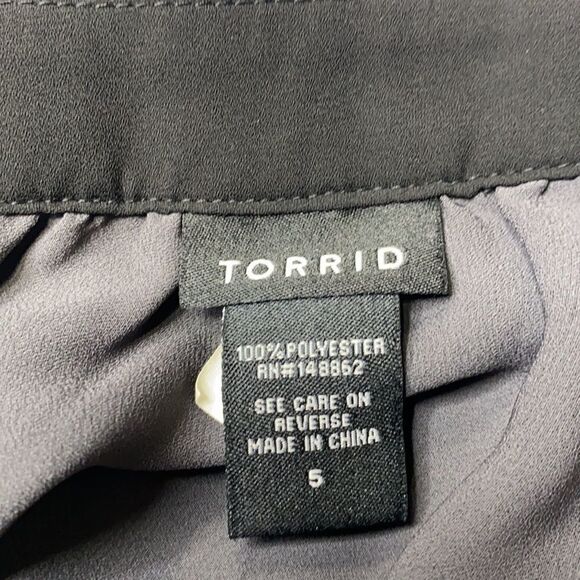 TORRID
100% POLYESTER
RN#148862
SEE CARE ON
REVERSE
MADE IN CHINA
5